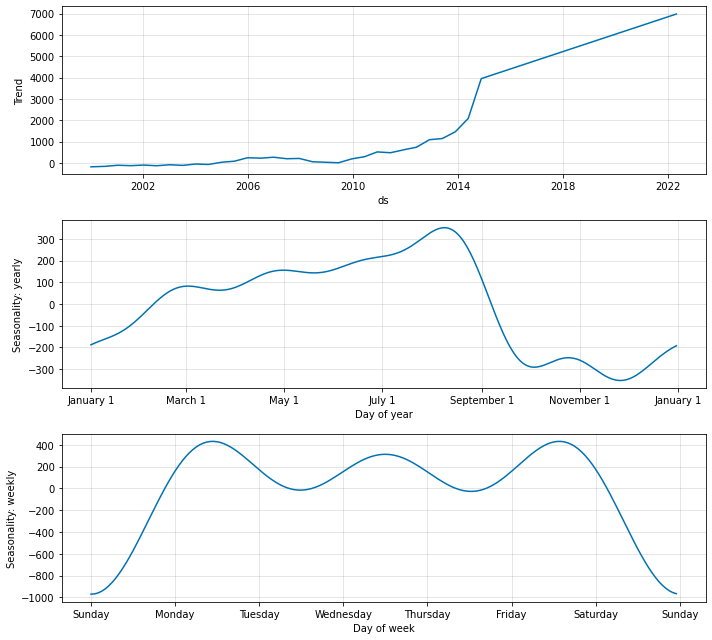 7000
6000
5000
4000
3000
2000
1000
0
Trend
2002 2006 2010 2014 2018 2022
ds
300
200
100
0
−100
−200
−300
Seasonality: yearly
January 1 March 1 May 1 July 1 September 1 November 1 January 1
Day of year
400
200
0
−200
−400
−600
−800
−1000
Seasonality: weekly
Sunday Monday Tuesday Wednesday Thursday Friday Saturday Sunday
Day of week